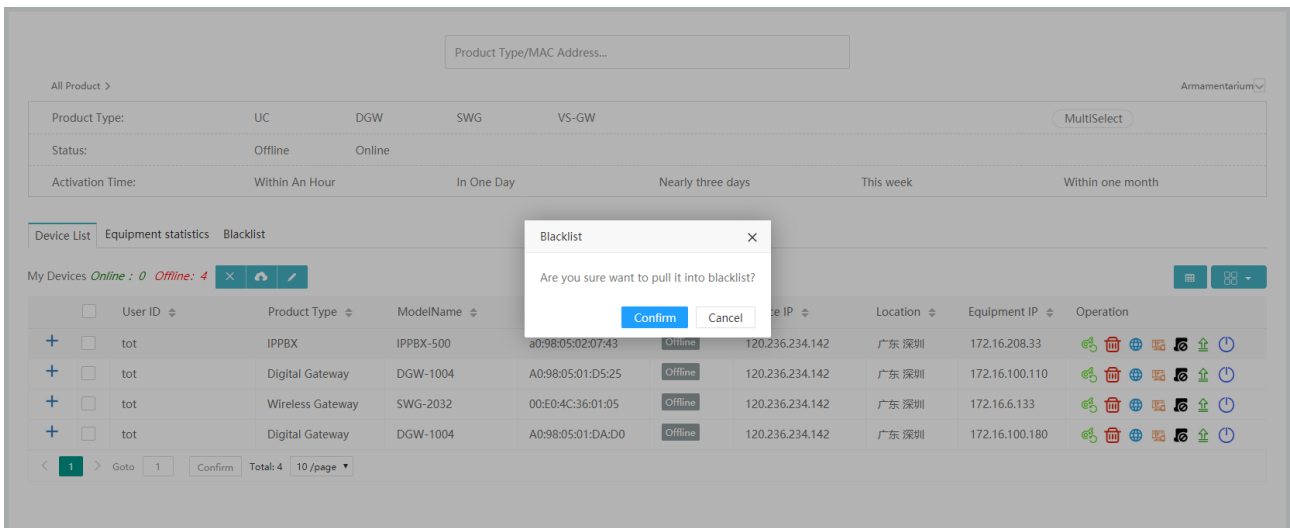 Product Type/MAC Address...
All Product >
Armamentarium
Product Type: UC DGW SWG VS-GW MultiSelect
Status: Offline Online
Activation Time: Within An Hour In One Day Nearly three days This week Within one month
Device List Equipment statistics Blacklist
Blacklist
Are you sure want to pull it into blacklist?
Confirm Cancel
My Devices Online : 0 Offline: 4
User ID Product Type ModelName ce IP Location Equipment IP Operation
tot IPPBX IPPBX-500 a0:98:05:02:07:43 Offline 120.236.234.142 广东 深圳 172.16.208.33
tot Digital Gateway DGW-1004 A0:98:05:01:D5:25 Offline 120.236.234.142 广东 深圳 172.16.100.110
tot Wireless Gateway SWG-2032 00:E0:4C:36:01:05 Offline 120.236.234.142 广东 深圳 172.16.6.133
tot Digital Gateway DGW-1004 A0:98:05:01:DA:D0 Offline 120.236.234.142 广东 深圳 172.16.100.180
< 1 > Goto 1 Confirm Total: 4 10 /page